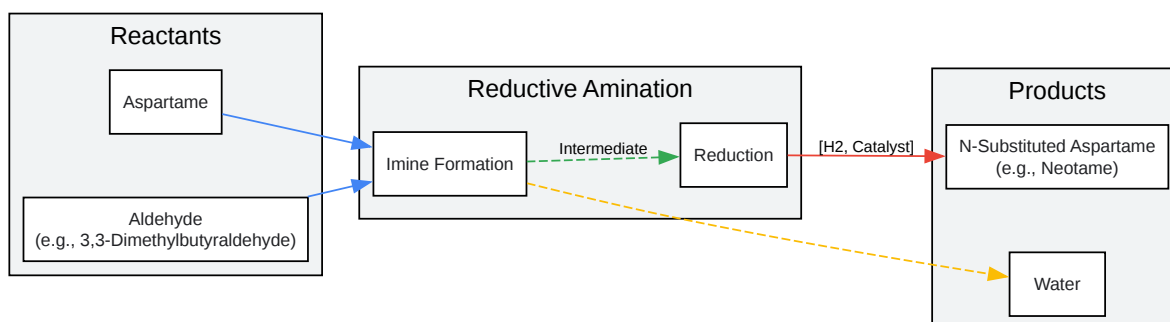 Reactants
Aspartame
Aldehyde
(e.g., 3,3-Dimethylbutyraldehyde)
Reductive Amination
Imine Formation
Intermediate
Reduction
[H2, Catalyst]
Products
N-Substituted Aspartame
(e.g., Neotame)
Water